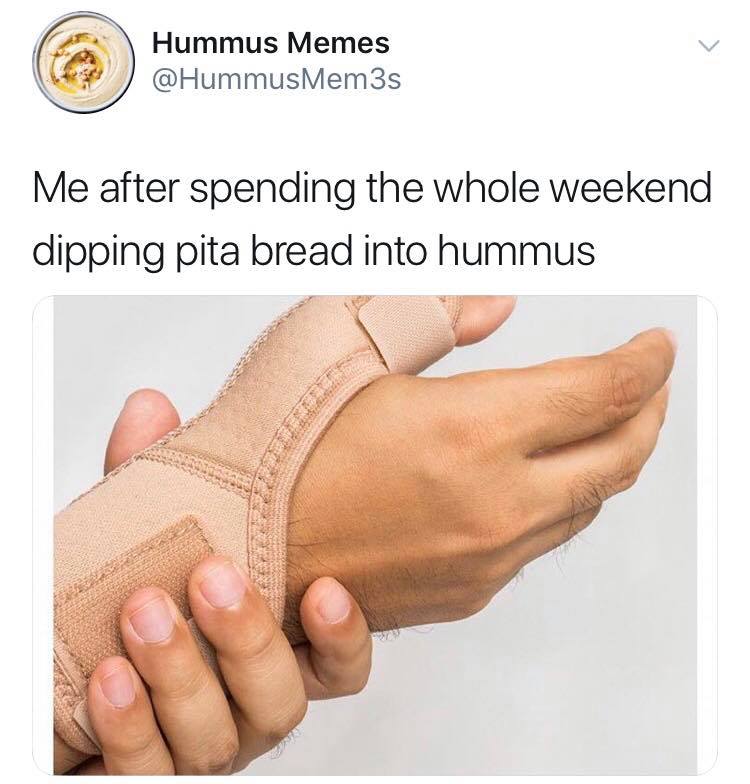 Hummus Memes
@HummusMem3s
Me after spending the whole weekend
dipping pita bread into hummus